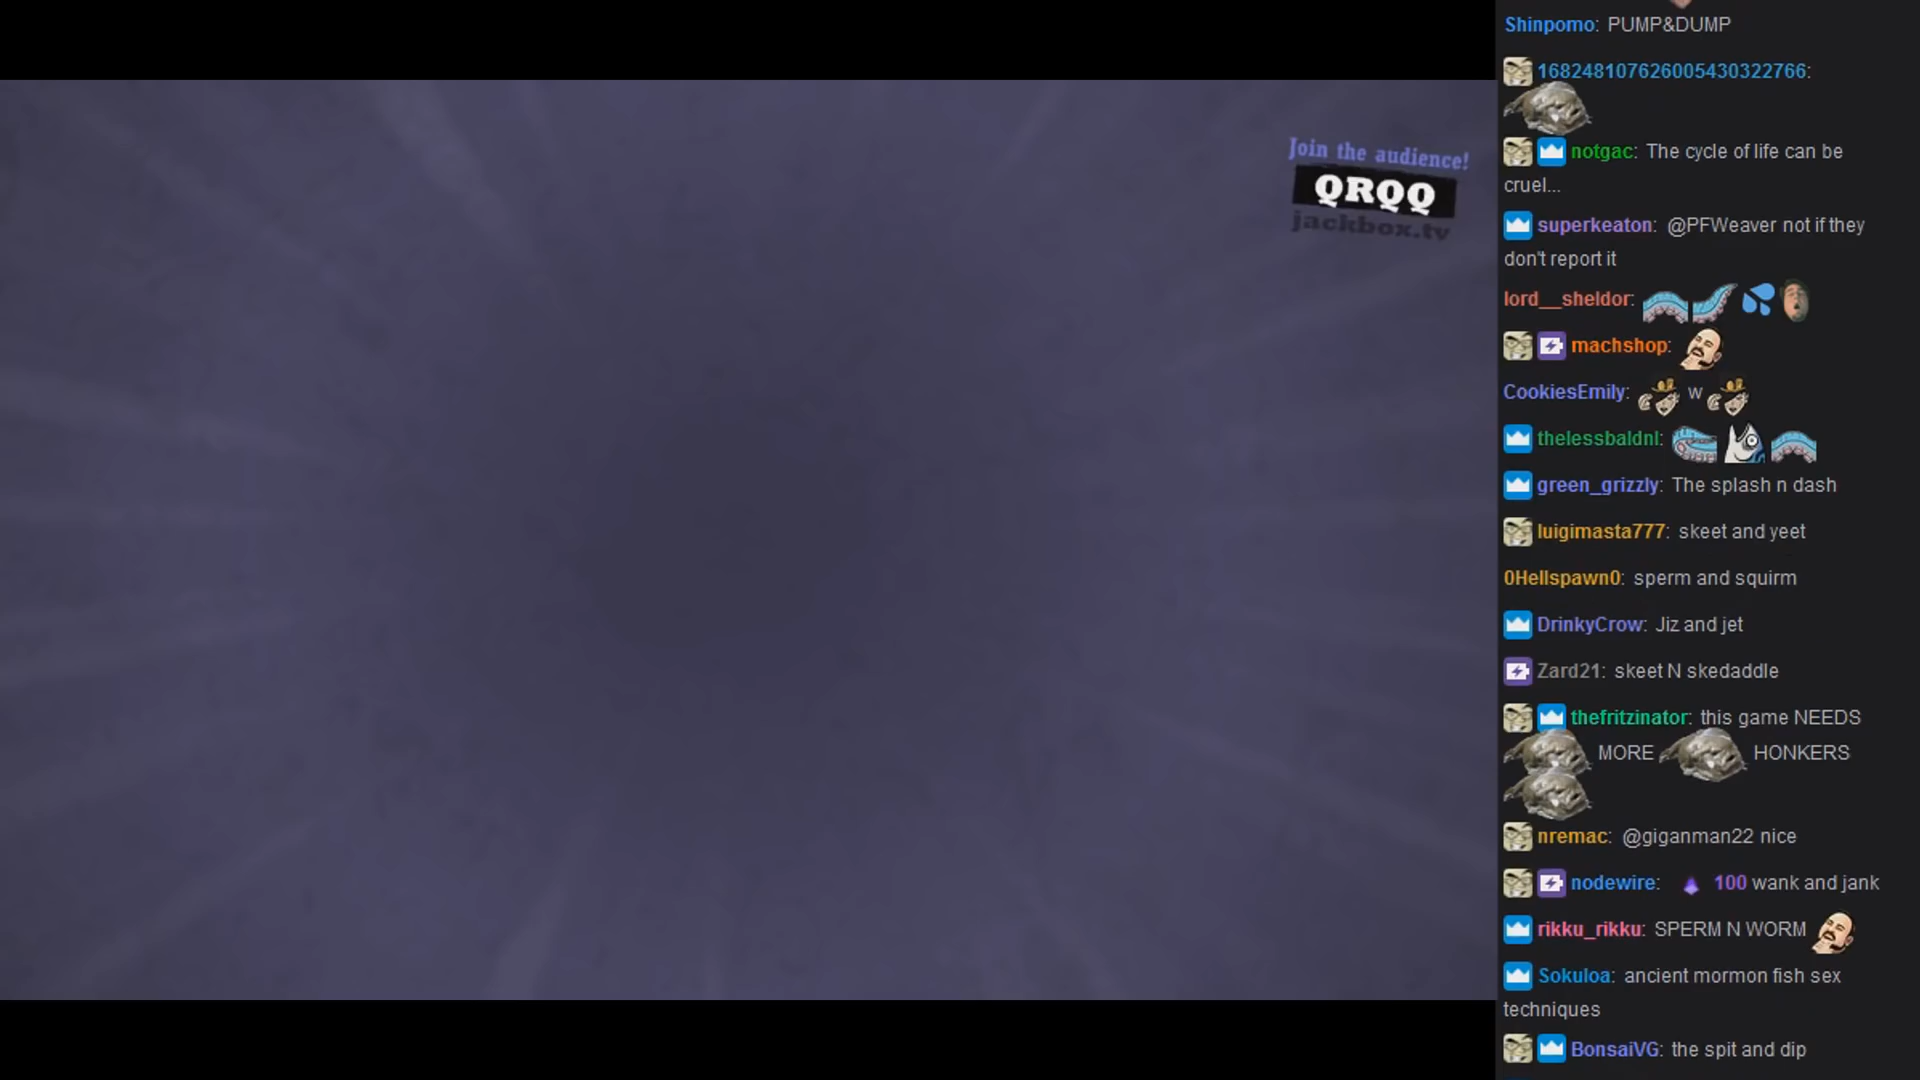 Join the audience!
QRQQ
jackbox.tv
Shinpomo: PUMP&DUMP
168248107626005430322766:
notgac: The cycle of life can be
cruel...
superkeaton: @PFWeaver not if they
don't report it
lord__sheldor:
machshop:
CookiesEmily: w
thelessbaldnl:
green_grizzly: The splash n dash
luigimasta777: skeet and yeet
0Hellspawn0: sperm and squirm
DrinkyCrow: Jiz and jet
Zard21: skeet N skedaddle
thefritzinator: this game NEEDS
MORE HONKERS
nremac: @giganman22 nice
nodewire: 100 wank and jank
rikku_rikku: SPERM N WORM
Sokuloa: ancient mormon fish sex
techniques
BonsaiVG: the spit and dip